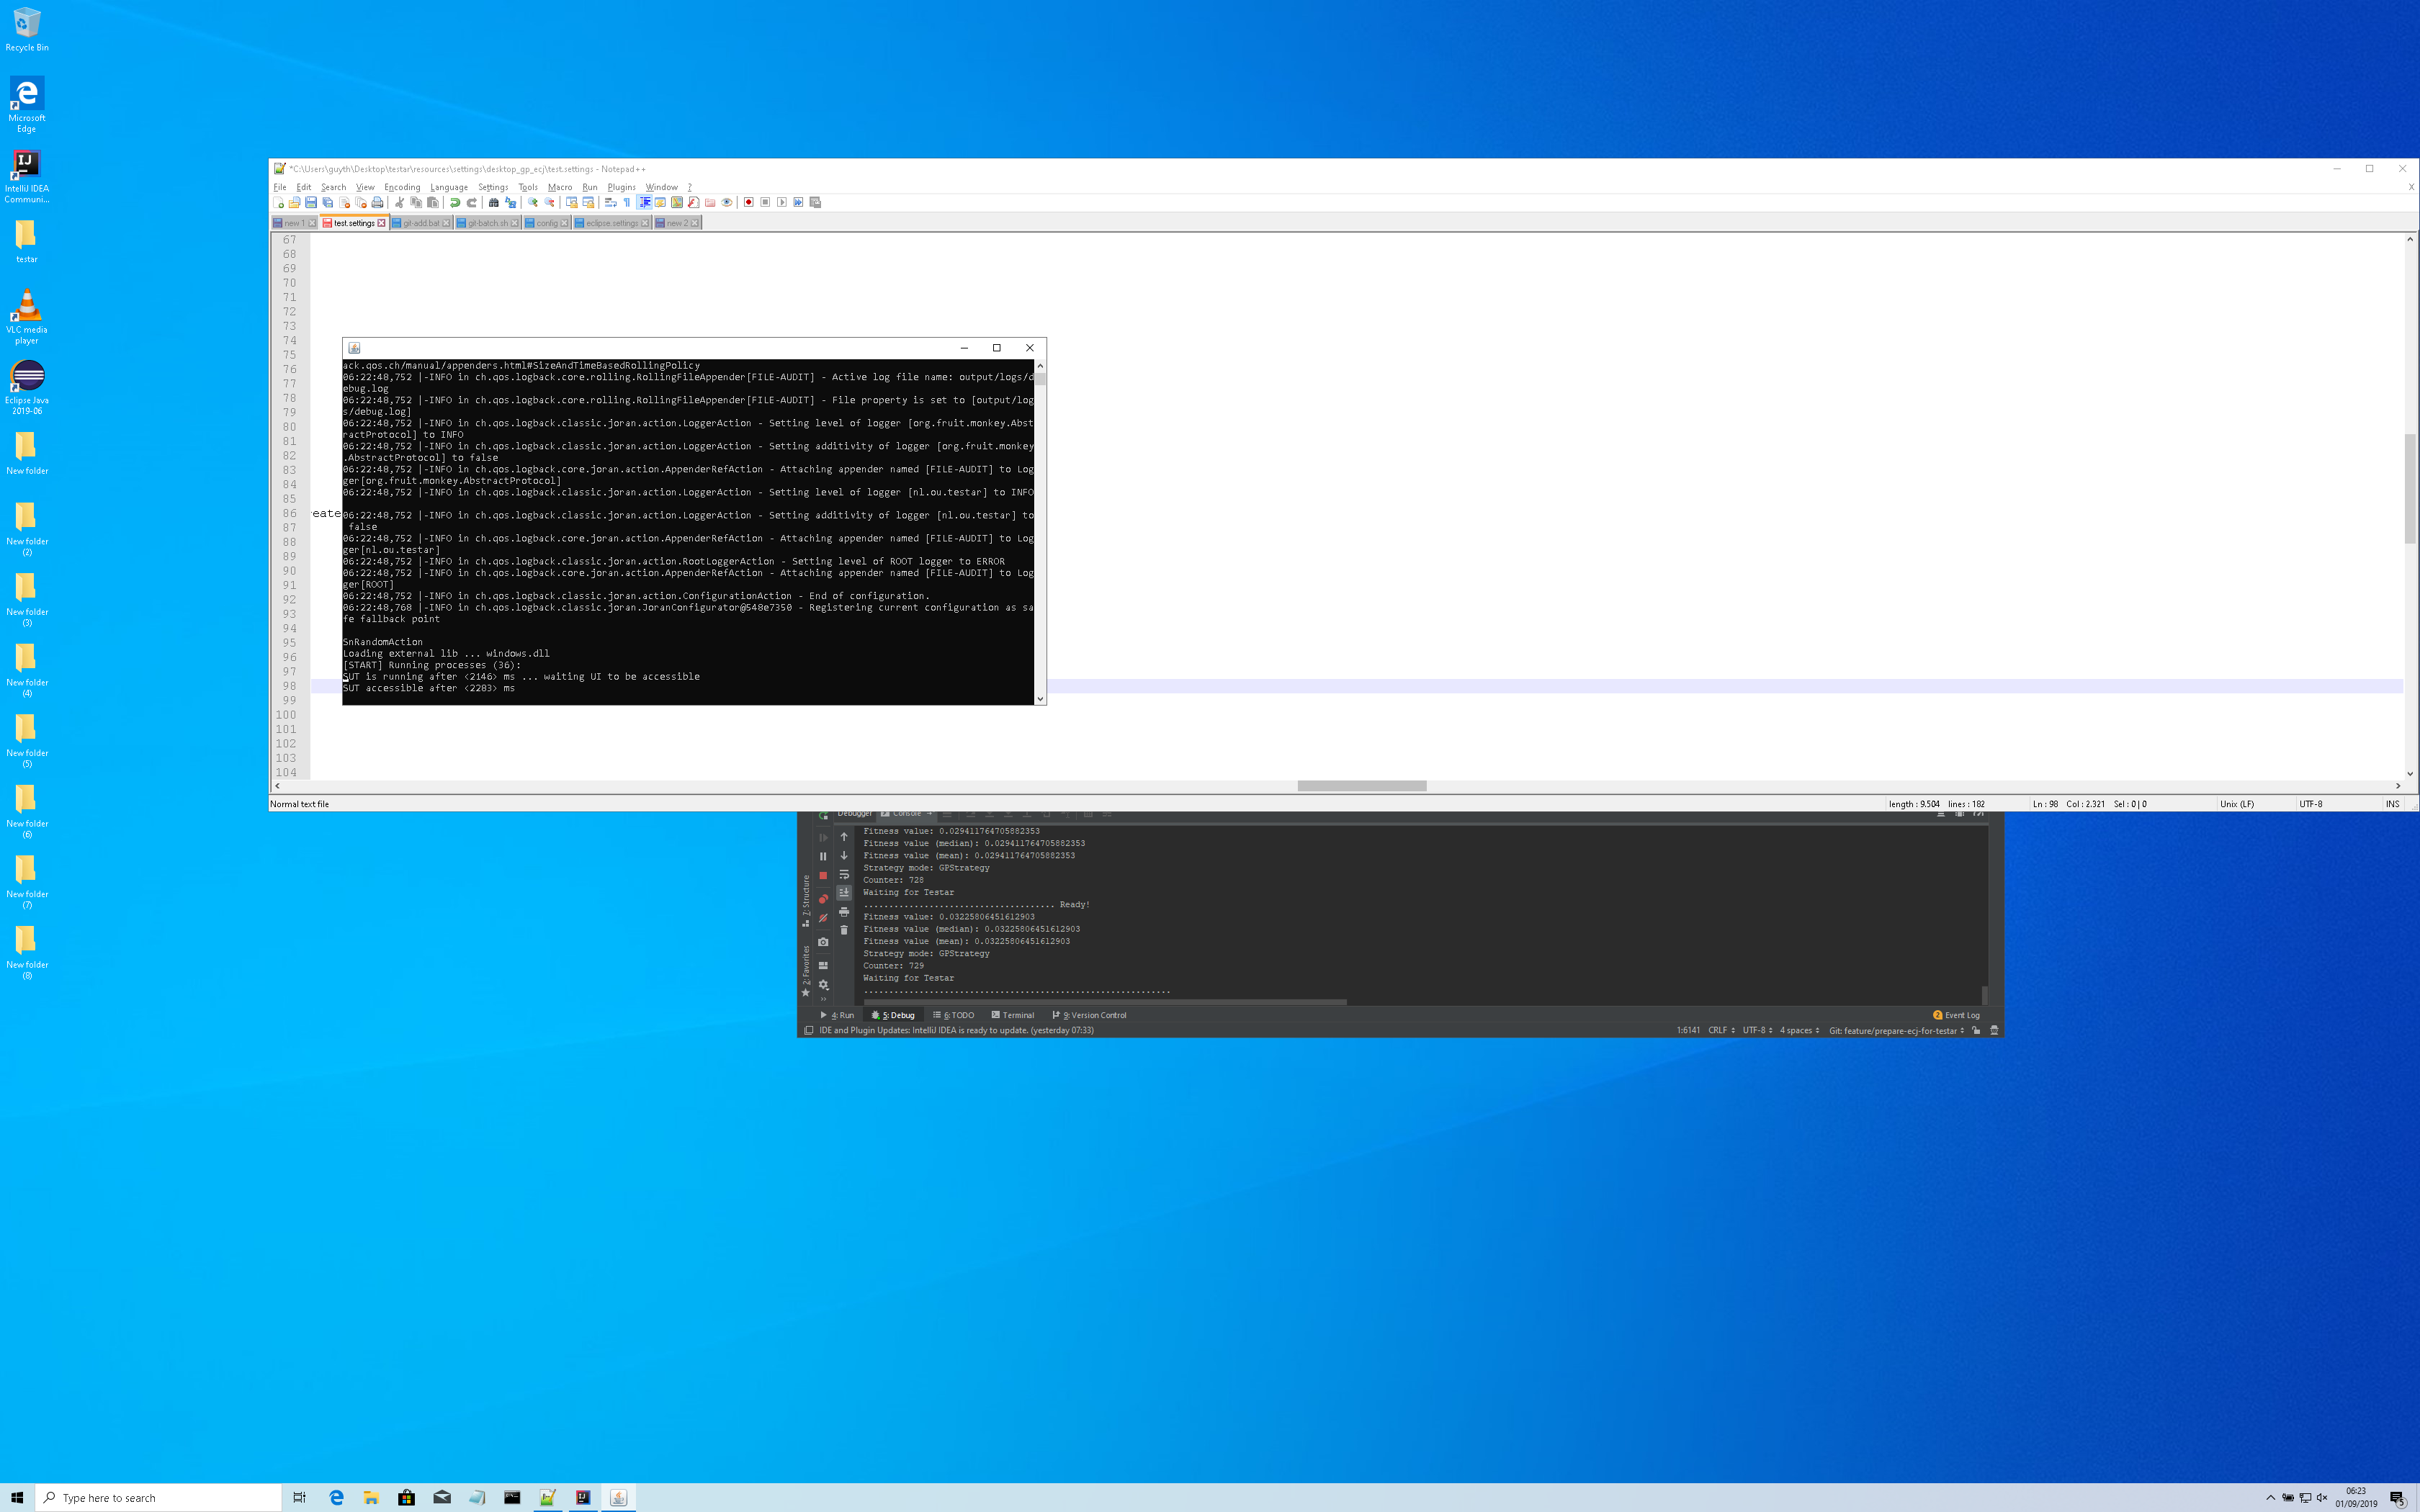 Recycle Bin
Microsoft
Edge
IntelliJ IDEA
Communi...
testar
VLC media
player
Eclipse Java
2019-06
New folder
New folder
(2)
New folder
(3)
New folder
(4)
New folder
(5)
New folder
(6)
New folder
(7)
New folder
(8)
*C:\Users\guyth\Desktop\testar\resources\settings\desktop_gp_ecj\test.settings - Notepad++
File Edit Search View Encoding Language Settings Tools Macro Run Plugins Window ?
new 1 test.settings git-add.bat git-batch.sh config eclipse.settings new 2
67
68
69
70
71
72
73
74
75
76
77
78
79
80
81
82
83
84
85
86 reate
87
88
89
90
91
92
93
94
95
96
97
98
99
100
101
102
103
104
ack.qos.ch/manual/appenders.html#SizeAndTimeBasedRollingPolicy
06:22:48,752 |-INFO in ch.qos.logback.core.rolling.RollingFileAppender[FILE-AUDIT] - Active log file name: output/logs/d
ebug.log
06:22:48,752 |-INFO in ch.qos.logback.core.rolling.RollingFileAppender[FILE-AUDIT] - File property is set to [output/log
s/debug.log]
06:22:48,752 |-INFO in ch.qos.logback.classic.joran.action.LoggerAction - Setting level of logger [org.fruit.monkey.Abst
ractProtocol] to INFO
06:22:48,752 |-INFO in ch.qos.logback.classic.joran.action.LoggerAction - Setting additivity of logger [org.fruit.monkey
.AbstractProtocol] to false
06:22:48,752 |-INFO in ch.qos.logback.core.joran.action.AppenderRefAction - Attaching appender named [FILE-AUDIT] to Log
ger[org.fruit.monkey.AbstractProtocol]
06:22:48,752 |-INFO in ch.qos.logback.classic.joran.action.LoggerAction - Setting level of logger [nl.ou.testar] to INFO
06:22:48,752 |-INFO in ch.qos.logback.classic.joran.action.LoggerAction - Setting additivity of logger [nl.ou.testar] to
false
06:22:48,752 |-INFO in ch.qos.logback.core.joran.action.AppenderRefAction - Attaching appender named [FILE-AUDIT] to Log
ger[nl.ou.testar]
06:22:48,752 |-INFO in ch.qos.logback.classic.joran.action.RootLoggerAction - Setting level of ROOT logger to ERROR
06:22:48,752 |-INFO in ch.qos.logback.core.joran.action.AppenderRefAction - Attaching appender named [FILE-AUDIT] to Log
ger[ROOT]
06:22:48,752 |-INFO in ch.qos.logback.classic.joran.action.ConfigurationAction - End of configuration.
06:22:48,768 |-INFO in ch.qos.logback.classic.joran.JoranConfigurator@548e7350 - Registering current configuration as sa
fe fallback point
SnRandomAction
Loading external lib ... windows.dll
[START] Running processes (36):
SUT is running after <2146> ms ... waiting UI to be accessible
SUT accessible after <2283> ms
Normal text file length : 9.504 lines : 182 Ln : 98 Col : 2.321 Sel : 0 | 0 Unix (LF) UTF-8 INS
Debugger Console
Fitness value: 0.029411764705882353
Fitness value (median): 0.029411764705882353
Fitness value (mean): 0.029411764705882353
Strategy mode: GPStrategy
Counter: 728
Waiting for Testar
...................................... Ready!
Fitness value: 0.03225806451612903
Fitness value (median): 0.03225806451612903
Fitness value (mean): 0.03225806451612903
Strategy mode: GPStrategy
Counter: 729
Waiting for Testar
.............................................................
7: Structure
2: Favorites
4: Run 5: Debug 6: TODO Terminal 9: Version Control 2 Event Log
IDE and Plugin Updates: IntelliJ IDEA is ready to update. (yesterday 07:33) 1:6141 CRLF UTF-8 4 spaces Git: feature/prepare-ecj-for-testar
Type here to search
06:23
01/09/2019
5